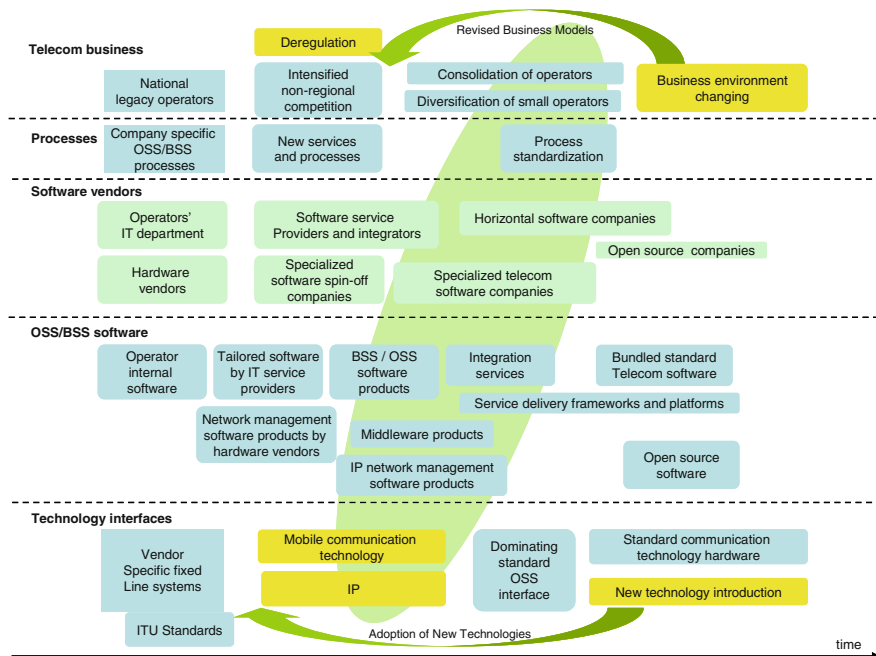 Revised Business Models
Telecom business
Deregulation
National
legacy operators
Intensified
non-regional
competition
Consolidation of operators
Diversification of small operators
Business environment
changing
Processes
Company specific
OSS/BSS
processes
New services
and processes
Process
standardization
Software vendors
Operators'
IT department
Software service
Providers and integrators
Horizontal software companies
Open source companies
Hardware
vendors
Specialized
software spin-off
companies
Specialized telecom
software companies
OSS/BSS software
Operator
internal
software
Tailored software
by IT service
providers
BSS / OSS
software
products
Integration
services
Bundled standard
Telecom software
Service delivery frameworks and platforms
Network management
software products by
hardware vendors
Middleware products
IP network management
software products
Open source
software
Technology interfaces
Vendor
Specific fixed
Line systems
Mobile communication
technology
IP
Dominating
standard
OSS
interface
Standard communication
technology hardware
New technology introduction
ITU Standards
Adoption of New Technologies
time